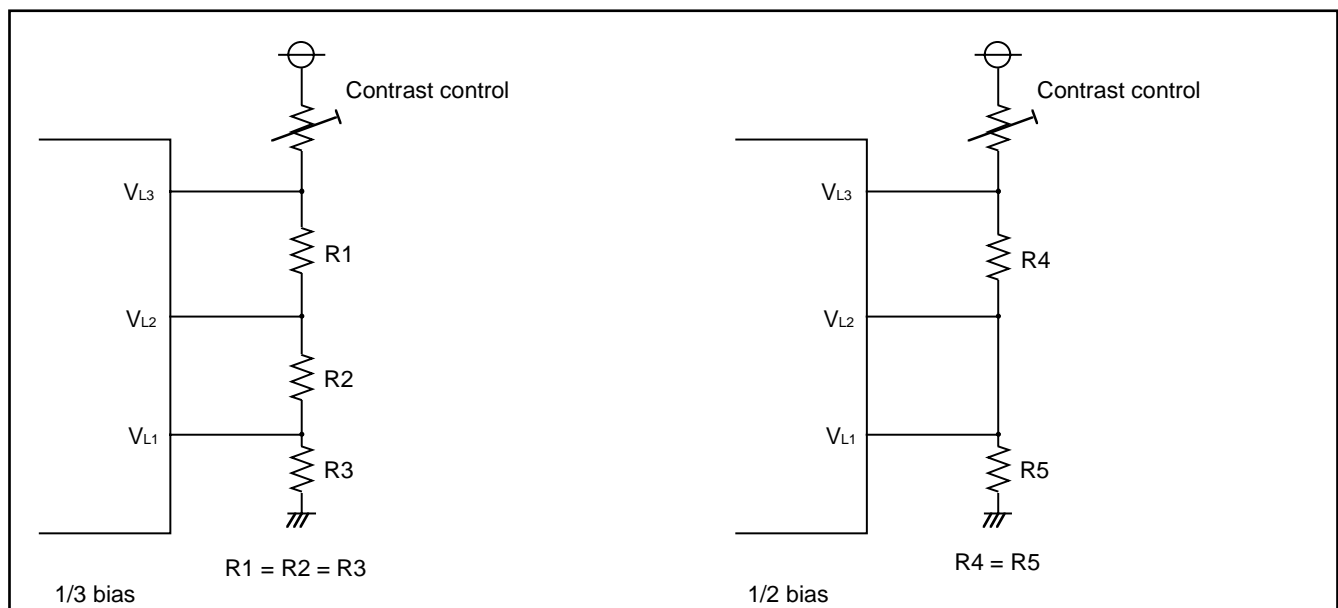 Contrast control
VL3
R1
VL2
R2
VL1
R3
R1 = R2 = R3
1/3 bias
Contrast control
VL3
R4
VL2
VL1
R5
R4 = R5
1/2 bias